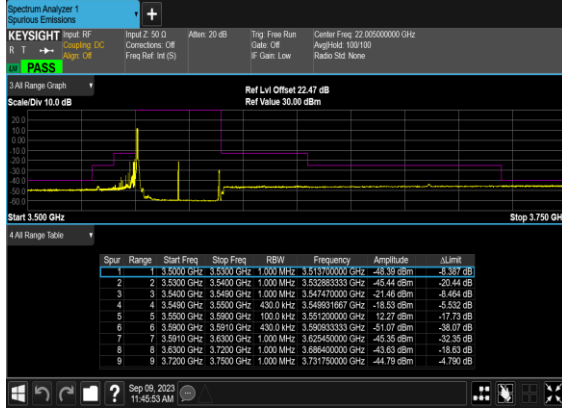 Spectrum Analyzer 1
Spurious Emissions
KEYSIGHT Input: RF Input Z: 50 Ω Atten: 20 dB Trig: Free Run Center Freq: 22.005000000 GHz
R T Coupling: DC Corrections: Off Gate: Off Avg|Hold: 100/100
Align: Off Freq Ref: Int (S) IF Gain: Low Radio Std: None
PASS
3 All Range Graph
Scale/Div 10.0 dB
Ref Lvl Offset 22.47 dB
Ref Value 30.00 dBm
20.0
10.0
0.00
-10.0
-20.0
-30.0
-40.0
-50.0
-60.0
Start 3.500 GHz Stop 3.750 GH
4 All Range Table
Spur Range Start Freq Stop Freq RBW Frequency Amplitude ΔLimit
1 1 3.5000 GHz 3.5300 GHz 1.000 MHz 3.513700000 GHz -48.39 dBm -8.387 dB
2 2 3.5300 GHz 3.5400 GHz 1.000 MHz 3.532883333 GHz -45.44 dBm -20.44 dB
3 3 3.5400 GHz 3.5490 GHz 1.000 MHz 3.547470000 GHz -21.46 dBm -8.464 dB
4 4 3.5490 GHz 3.5500 GHz 430.0 kHz 3.549931667 GHz -18.53 dBm -5.532 dB
5 5 3.5500 GHz 3.5900 GHz 100.0 kHz 3.551200000 GHz 12.27 dBm -17.73 dB
6 6 3.5900 GHz 3.5910 GHz 430.0 kHz 3.590933333 GHz -51.07 dBm -38.07 dB
7 7 3.5910 GHz 3.6300 GHz 1.000 MHz 3.625450000 GHz -45.35 dBm -32.35 dB
8 8 3.6300 GHz 3.7200 GHz 1.000 MHz 3.686400000 GHz -43.63 dBm -18.63 dB
9 9 3.7200 GHz 3.7500 GHz 1.000 MHz 3.731750000 GHz -44.79 dBm -4.790 dB
Sep 09, 2023
11:45:53 AM